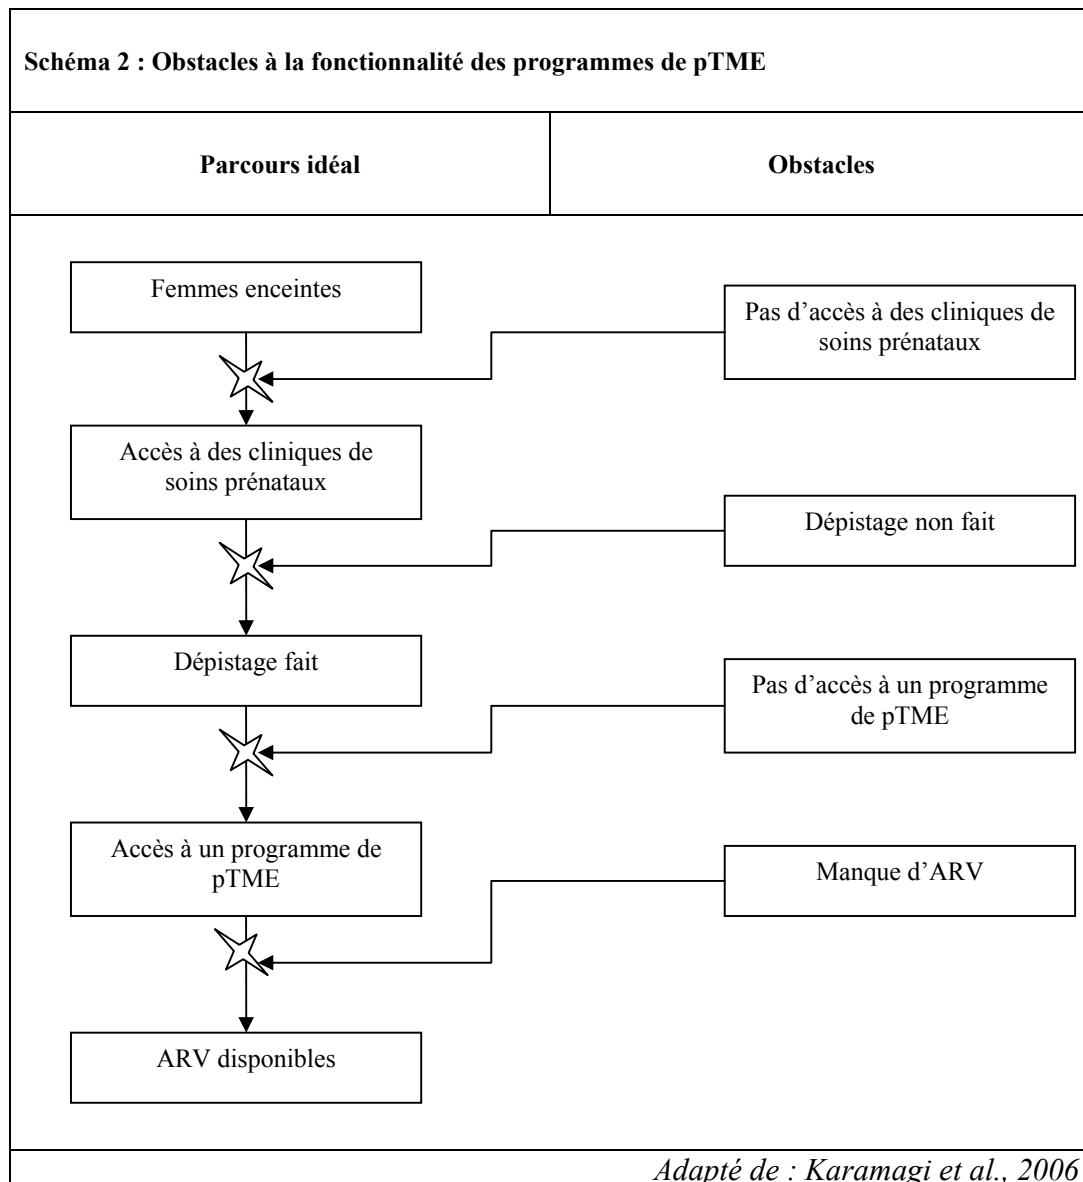 Schéma 2 : Obstacles à la fonctionnalité des programmes de pTME
Parcours idéal
Obstacles
Femmes enceintes
Pas d’accès à des cliniques de
soins prénataux
Accès à des cliniques de
soins prénataux
Dépistage non fait
Dépistage fait
Pas d’accès à un programme
de pTME
Accès à un programme de
pTME
Manque d’ARV
ARV disponibles
Adapté de : Karamagi et al., 2006